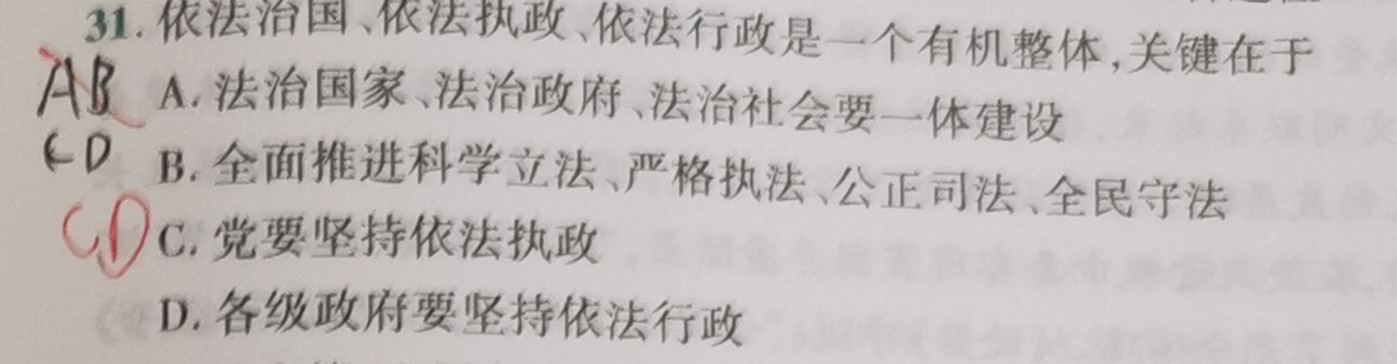 31. 依法治国、依法执政、依法行政是一个有机整体,关键在于
AB A. 法治国家、法治政府、法治社会要一体建设
CD B. 全面推进科学立法、严格执法、公正司法、全民守法
CD C. 党要坚持依法执政
D. 各级政府要坚持依法行政